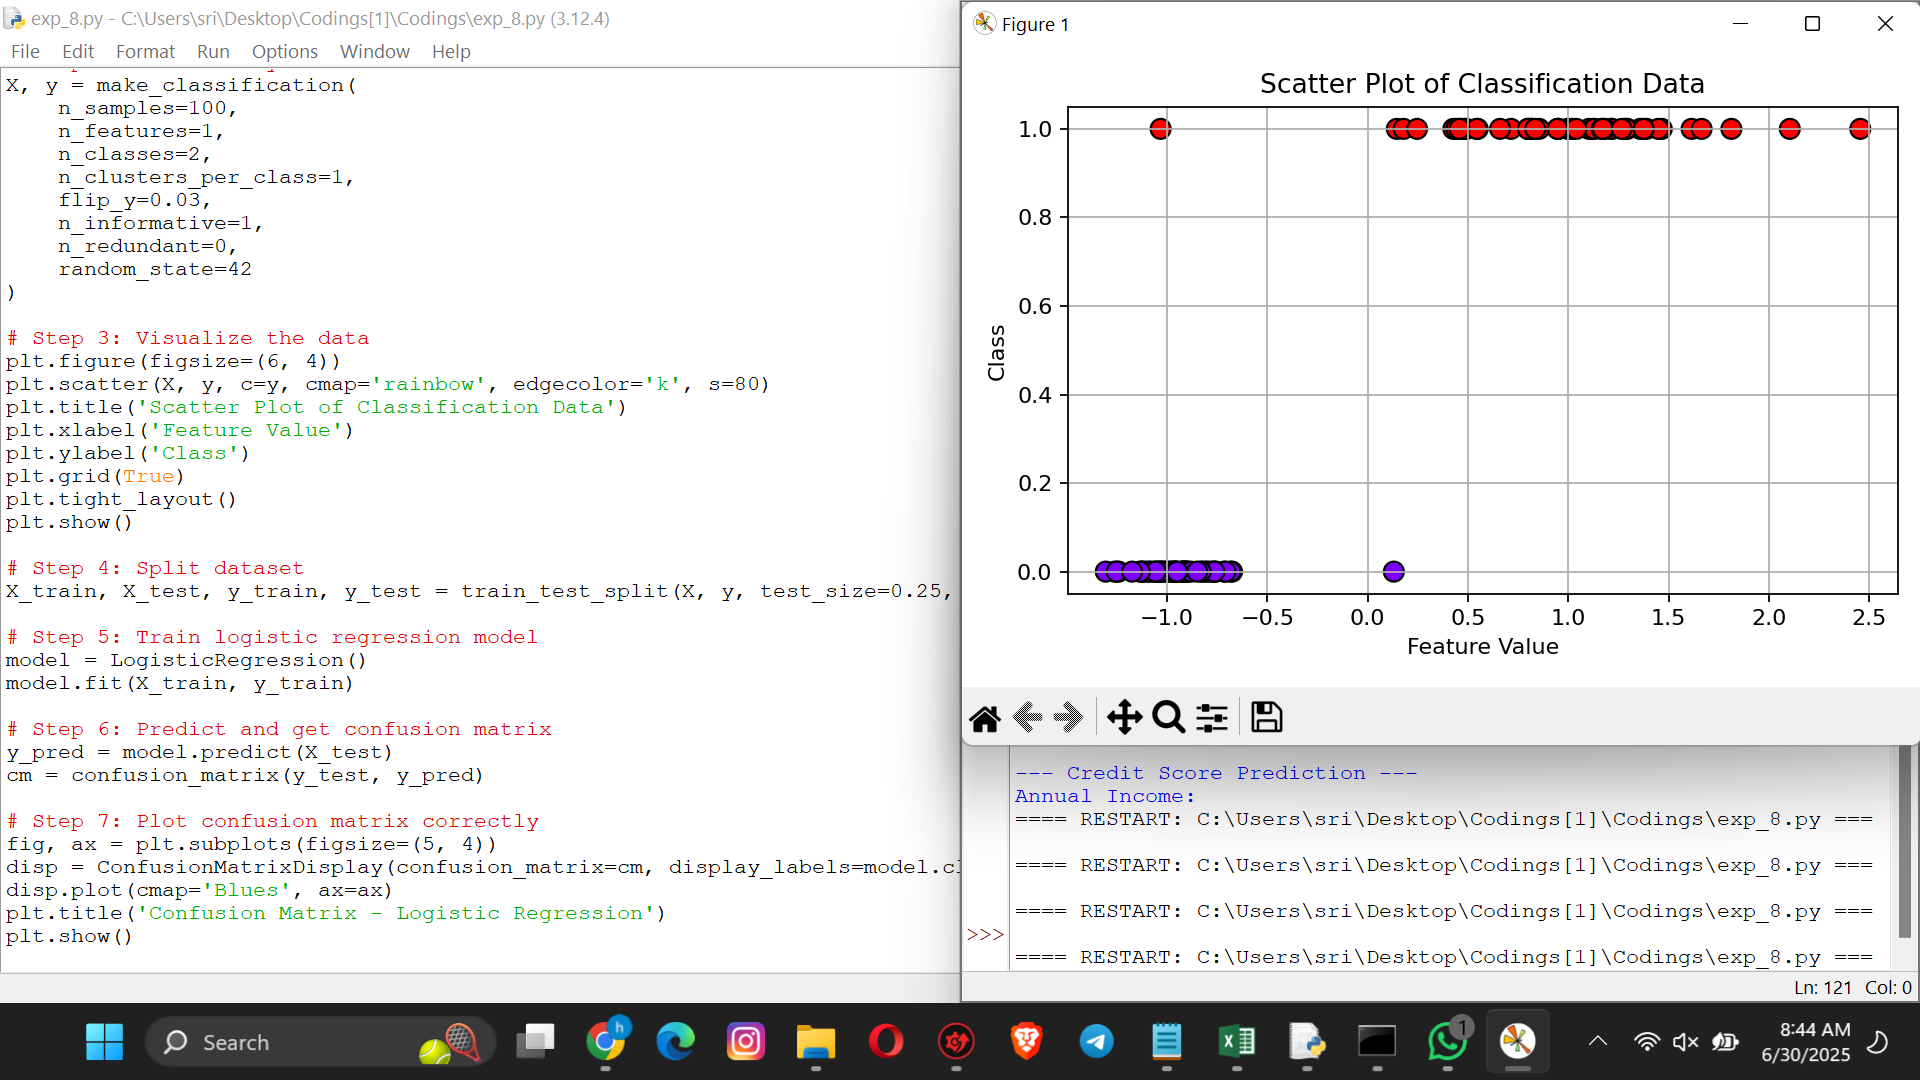 exp_8.py - C:\Users\sri\Desktop\Codings[1]\Codings\exp_8.py (3.12.4)
File Edit Format Run Options Window Help
X, y = make_classification(
    n_samples=100,
    n_features=1,
    n_classes=2,
    n_clusters_per_class=1,
    flip_y=0.03,
    n_informative=1,
    n_redundant=0,
    random_state=42
)
# Step 3: Visualize the data
plt.figure(figsize=(6, 4))
plt.scatter(X, y, c=y, cmap='rainbow', edgecolor='k', s=80)
plt.title('Scatter Plot of Classification Data')
plt.xlabel('Feature Value')
plt.ylabel('Class')
plt.grid(True)
plt.tight_layout()
plt.show()
# Step 4: Split dataset
X_train, X_test, y_train, y_test = train_test_split(X, y, test_size=0.25,
# Step 5: Train logistic regression model
model = LogisticRegression()
model.fit(X_train, y_train)
# Step 6: Predict and get confusion matrix
y_pred = model.predict(X_test)
cm = confusion_matrix(y_test, y_pred)
# Step 7: Plot confusion matrix correctly
fig, ax = plt.subplots(figsize=(5, 4))
disp = ConfusionMatrixDisplay(confusion_matrix=cm, display_labels=model.cl
disp.plot(cmap='Blues', ax=ax)
plt.title('Confusion Matrix - Logistic Regression')
plt.show()
Figure 1
Scatter Plot of Classification Data
1.0
0.8
0.6
0.4
0.2
0.0
Class
−1.0 −0.5 0.0 0.5 1.0 1.5 2.0 2.5
Feature Value
--- Credit Score Prediction ---
Annual Income:
==== RESTART: C:\Users\sri\Desktop\Codings[1]\Codings\exp_8.py ===
==== RESTART: C:\Users\sri\Desktop\Codings[1]\Codings\exp_8.py ===
==== RESTART: C:\Users\sri\Desktop\Codings[1]\Codings\exp_8.py ===
>>>
==== RESTART: C:\Users\sri\Desktop\Codings[1]\Codings\exp_8.py ===
Ln: 121 Col: 0
Search
h
X
1
8:44 AM
6/30/2025